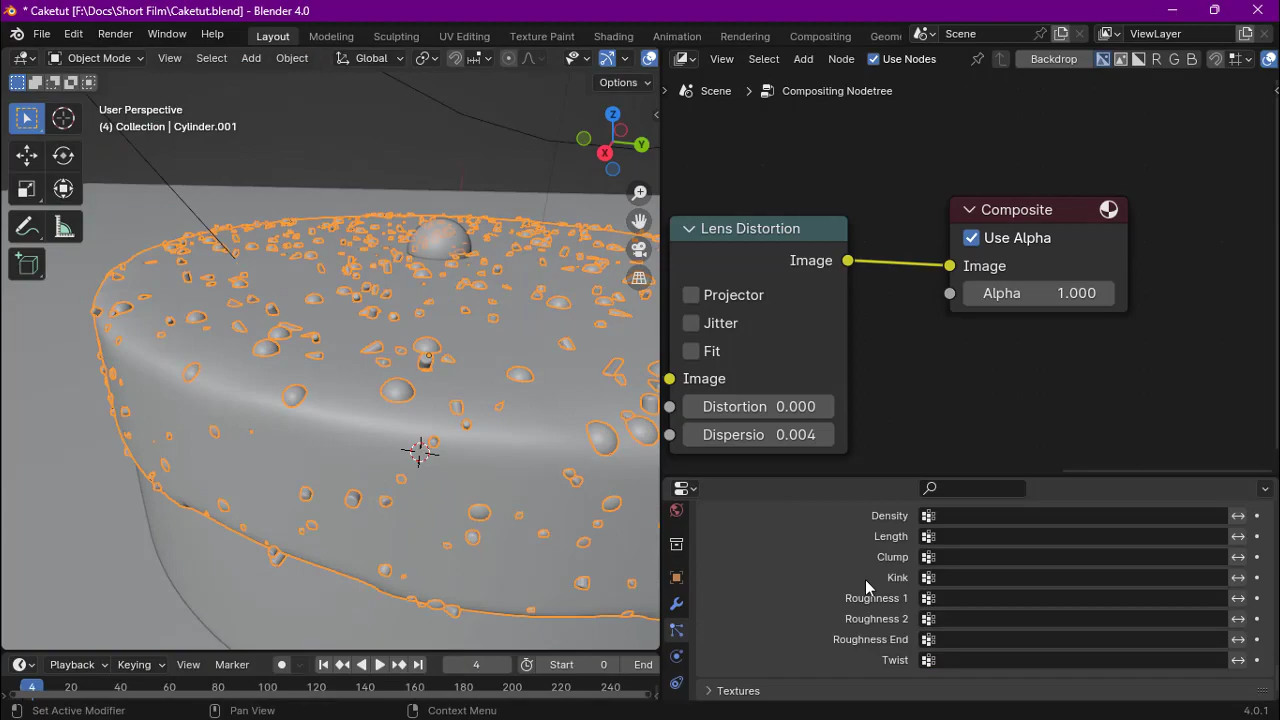 * Caketut [F:\Docs\Short Film\Caketut.blend] - Blender 4.0
File Edit Render Window Help Layout Modeling Sculpting UV Editing Texture Paint Shading Animation Rendering Compositing Geome Scene ViewLayer
Object Mode View Select Add Object Global View Select Add Node Use Nodes Backdrop R G B
Options
Scene > Compositing Nodetree
User Perspective
(4) Collection | Cylinder.001
Z
Y
X
Lens Distortion
Image
Projector
Jitter
Fit
Image
Distortion 0.000
Dispersio 0.004
Composite
Use Alpha
Image
Alpha 1.000
Density
Length
Clump
Kink
Roughness 1
Roughness 2
Roughness End
Twist
Textures
Playback Keying View Marker 4 Start 0 End
4 20 40 60 80 100 120 140 160 180 200 220 240
Set Active Modifier Pan View Context Menu 4.0.1